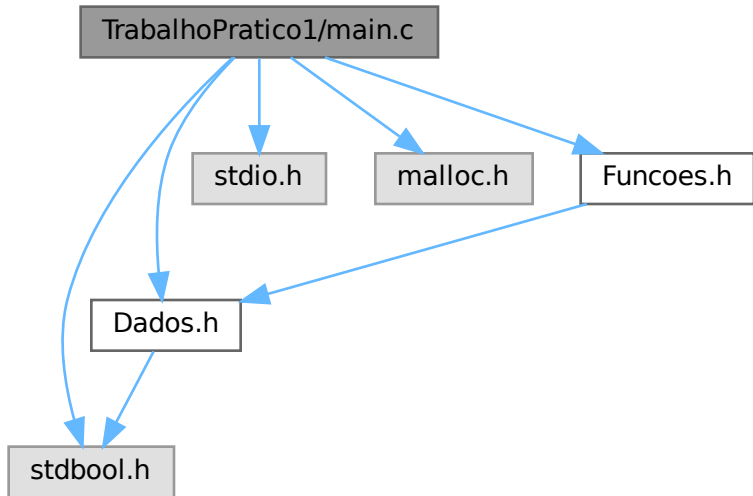 TrabalhoPratico1/main.c
stdio.h
malloc.h
Funcoes.h
Dados.h
stdbool.h